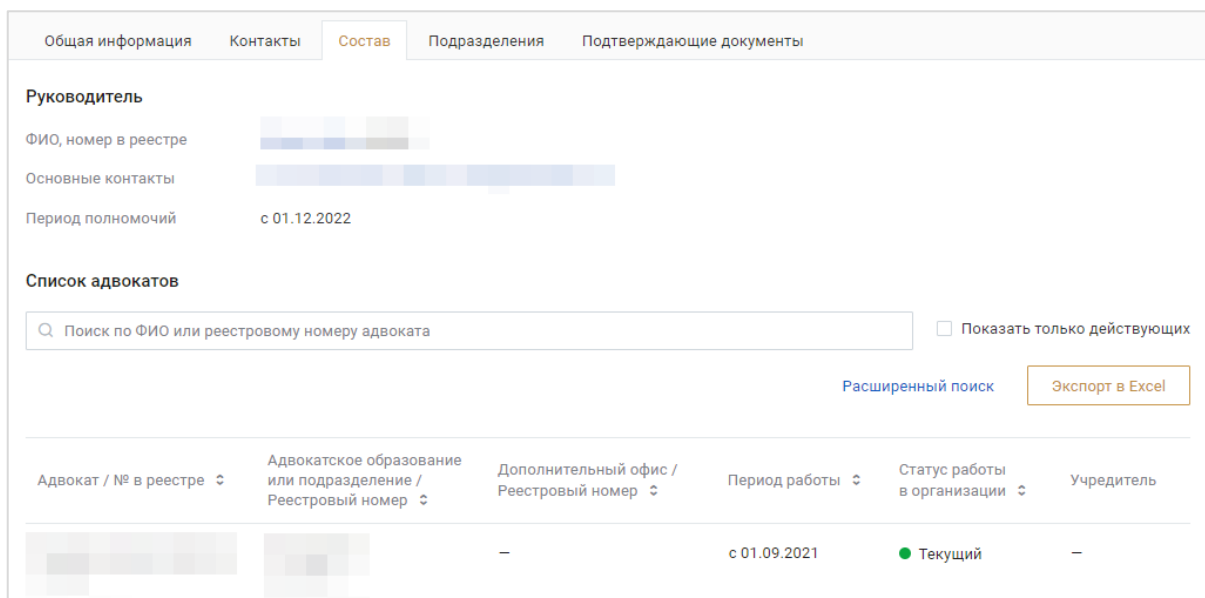 Общая информация Контакты Состав Подразделения Подтверждающие документы
Руководитель
ФИО, номер в реестре
Основные контакты
Период полномочий с 01.12.2022
Список адвокатов
Поиск по ФИО или реестровому номеру адвоката Показать только действующих
Расширенный поиск Экспорт в Excel
Адвокат / № в реестре
Адвокатское образование
или подразделение /
Реестровый номер
Дополнительный офис /
Реестровый номер
Период работы
Статус работы
в организации
Учредитель
– с 01.09.2021 Текущий –